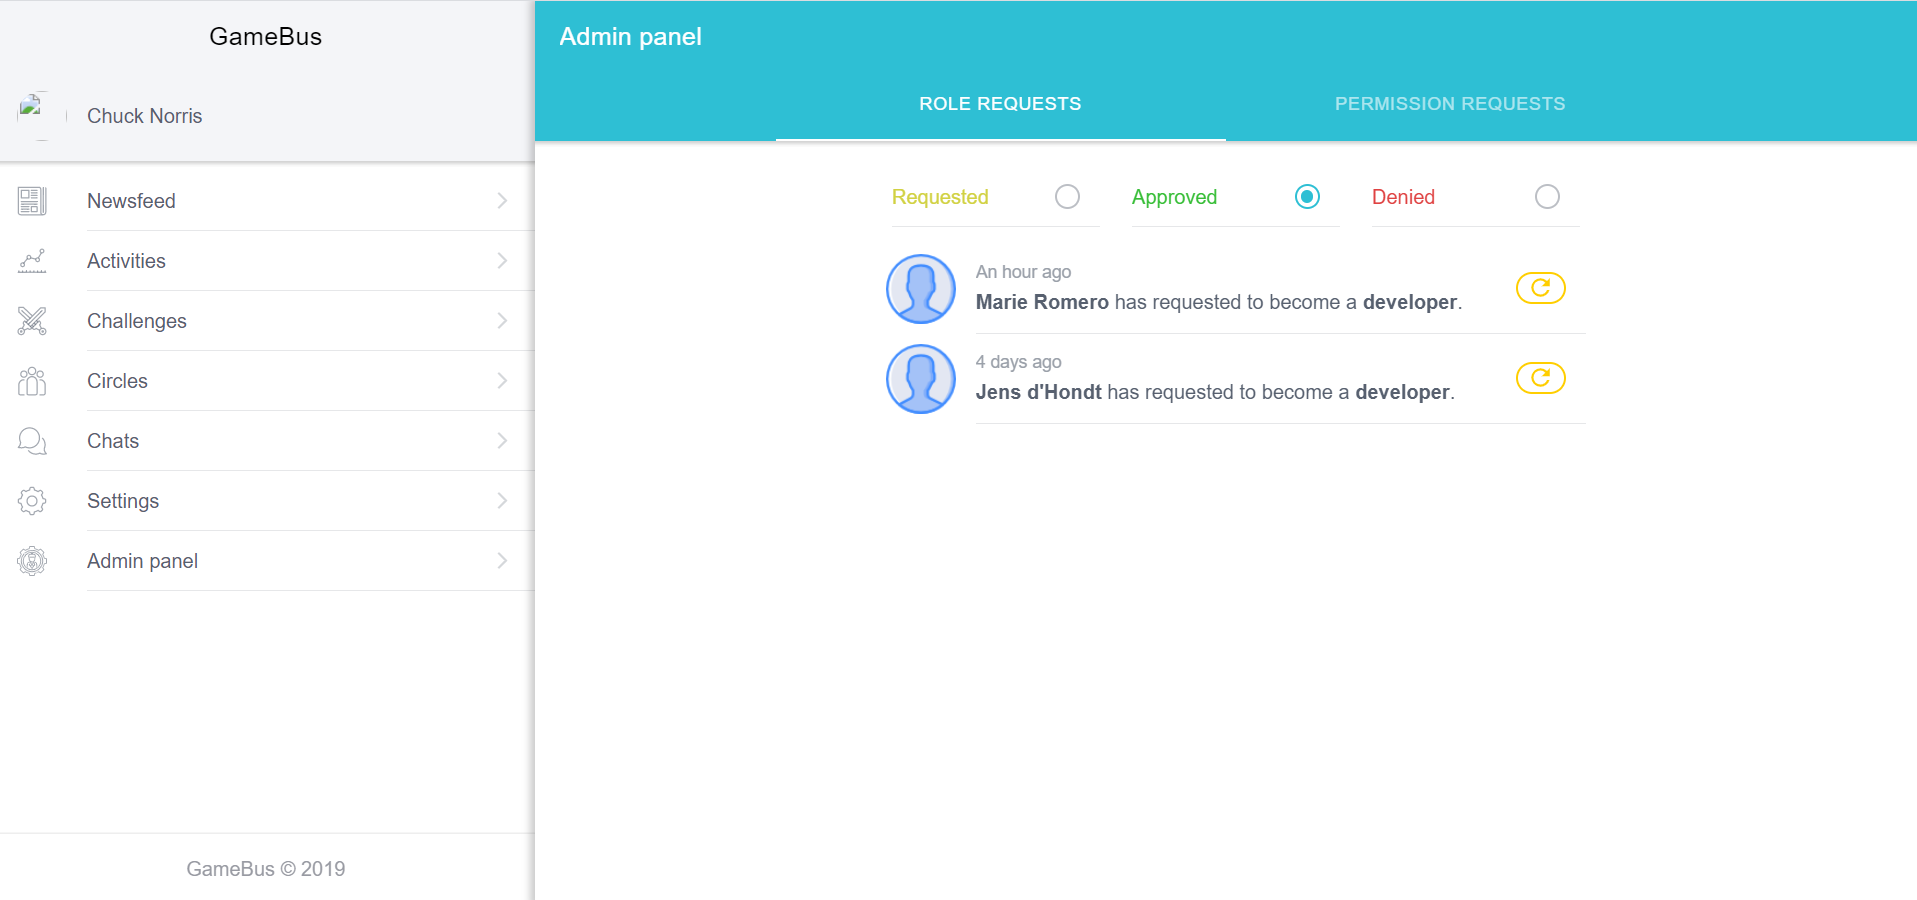 GameBus
Chuck Norris
Newsfeed
Activities
Challenges
Circles
Chats
Settings
Admin panel
GameBus © 2019
Admin panel
ROLE REQUESTS
PERMISSION REQUESTS
Requested
Approved
Denied
An hour ago
Marie Romero has requested to become a developer.
4 days ago
Jens d'Hondt has requested to become a developer.